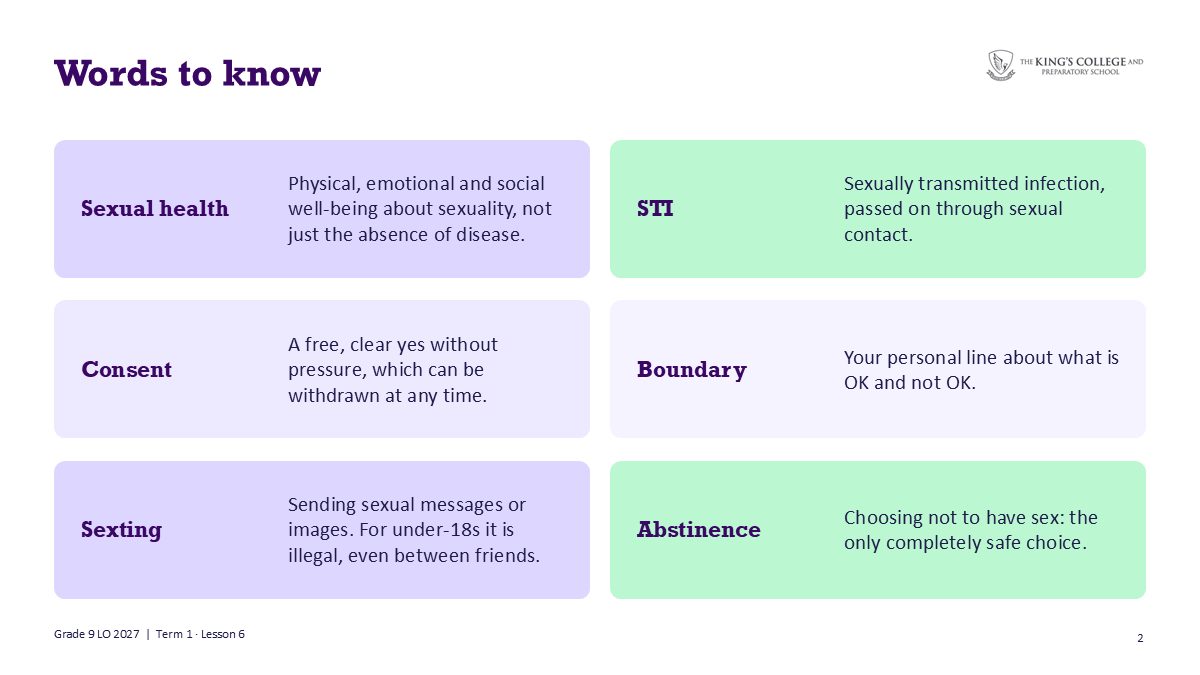 Words to know
THE KING'S COLLEGE AND
PREPARATORY SCHOOL
Sexual health
Physical, emotional and social
well-being about sexuality, not
just the absence of disease.
STI
Sexually transmitted infection,
passed on through sexual
contact.
Consent
A free, clear yes without
pressure, which can be
withdrawn at any time.
Boundary
Your personal line about what is
OK and not OK.
Sexting
Sending sexual messages or
images. For under-18s it is
illegal, even between friends.
Abstinence
Choosing not to have sex: the
only completely safe choice.
Grade 9 LO 2027 | Term 1 · Lesson 6
2